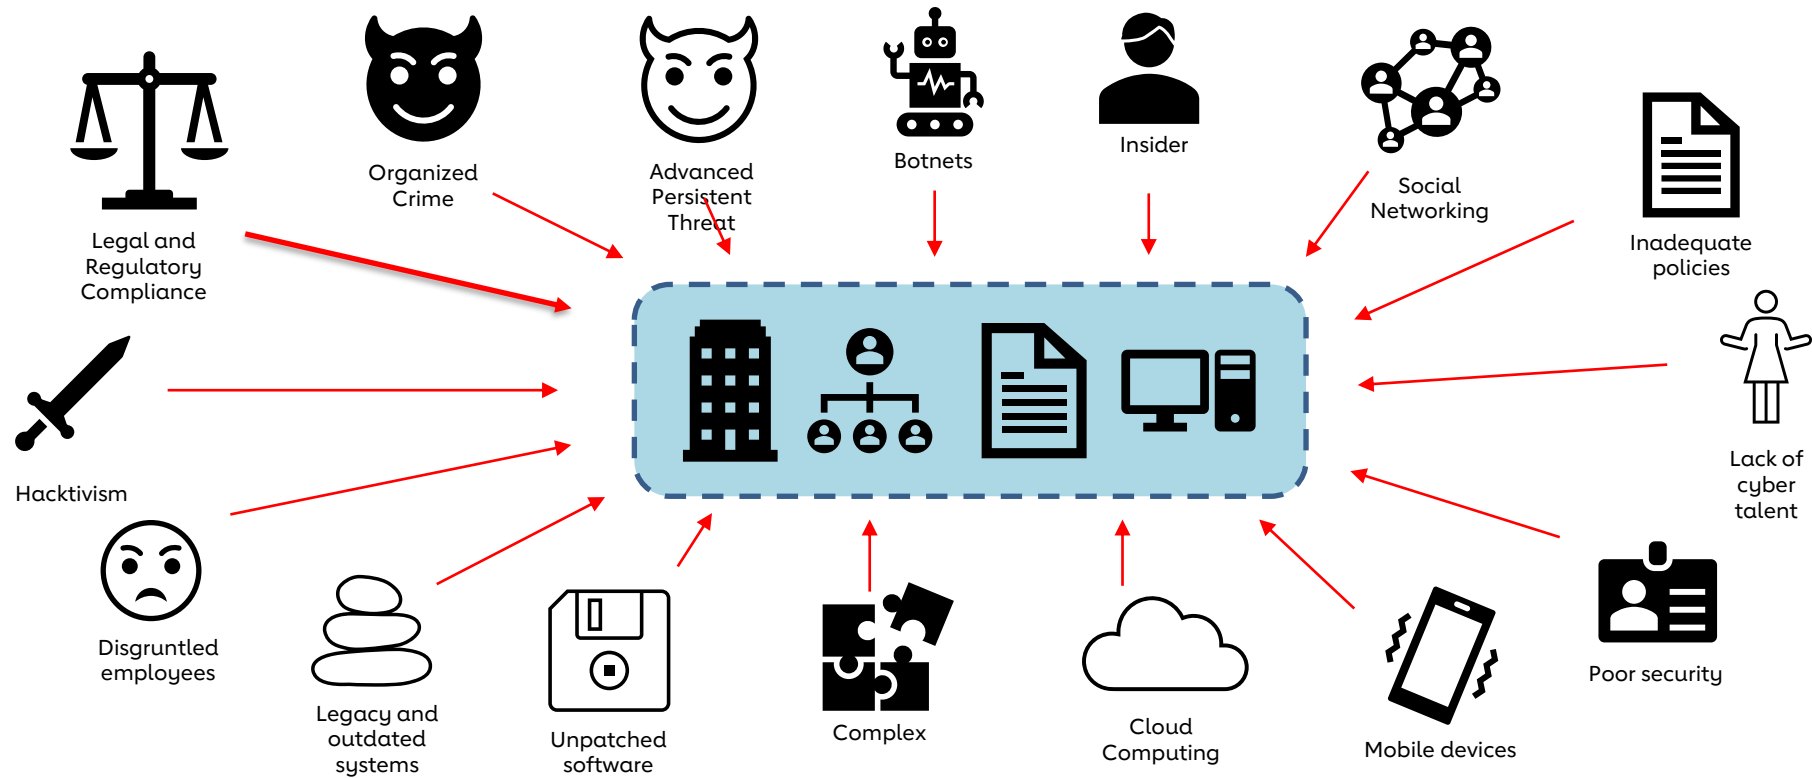 Organized
Crime
Advanced
Persistent
Threat
Botnets
Insider
Social
Networking
Legal and
Regulatory
Compliance
Inadequate
policies
Hacktivism
Lack of
cyber
talent
Disgruntled
employees
Poor security
Legacy and
outdated
systems
Unpatched
software
Complex
Cloud
Computing
Mobile devices